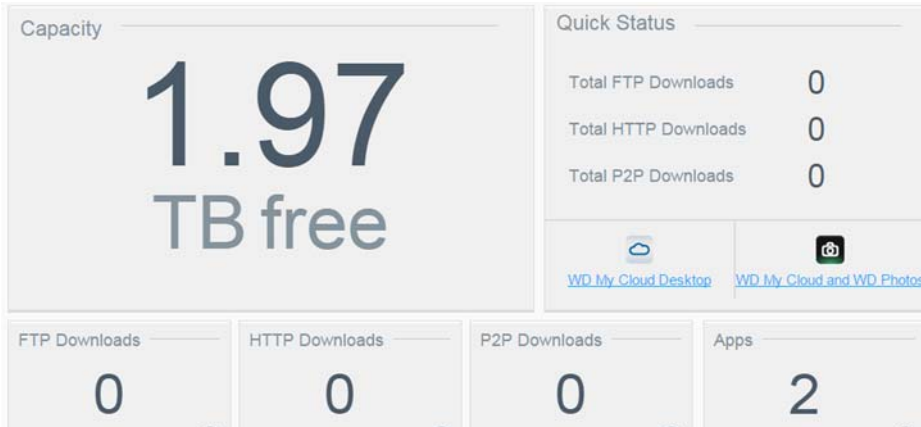 Capacity
1.97
TB free
Quick Status
Total FTP Downloads 0
Total HTTP Downloads 0
Total P2P Downloads 0
WD My Cloud Desktop
WD My Cloud and WD Photos
FTP Downloads
0
HTTP Downloads
0
P2P Downloads
0
Apps
2